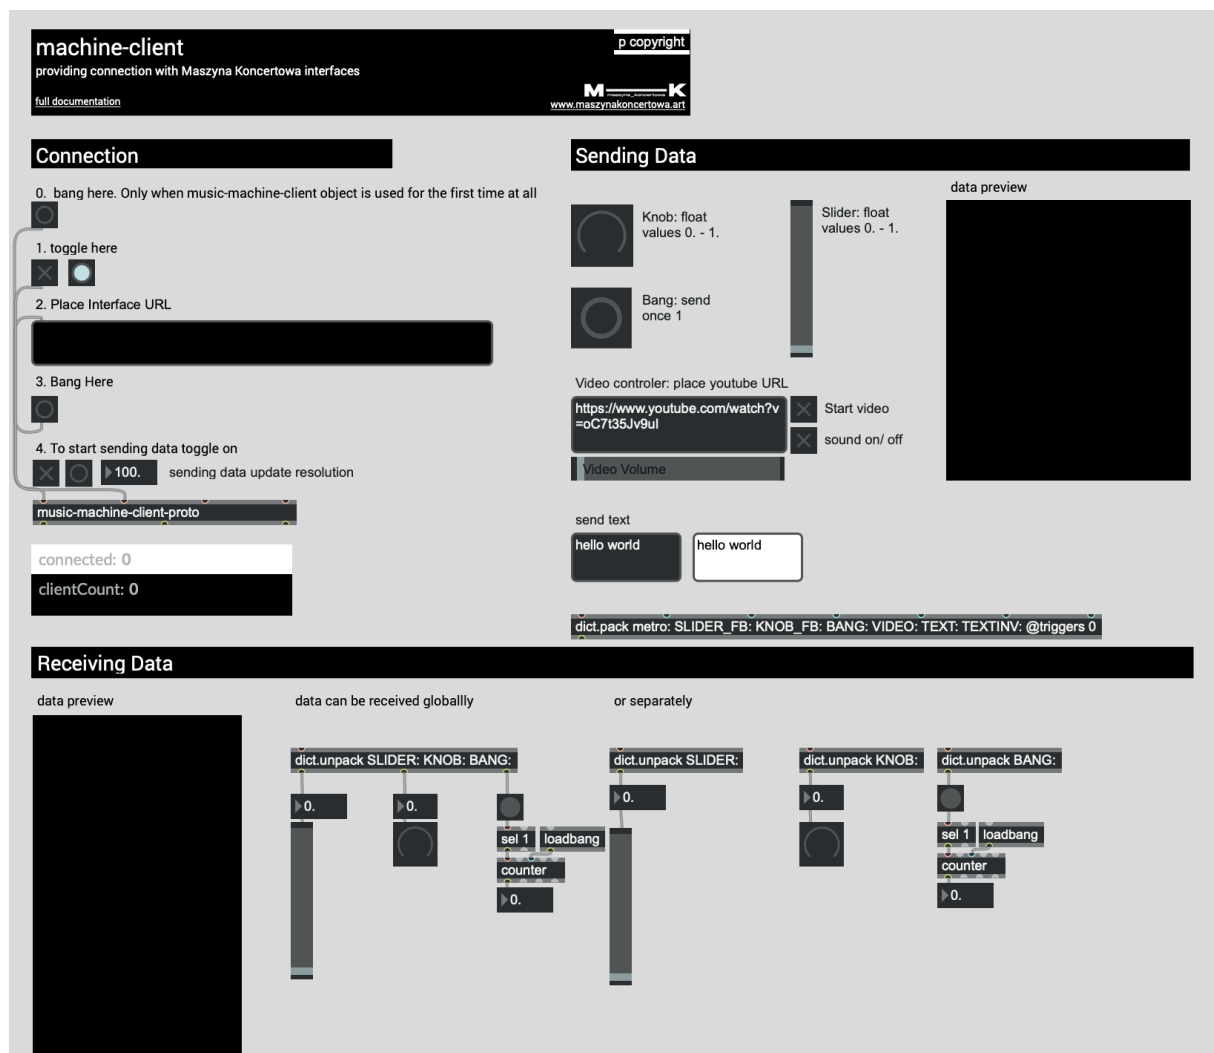 machine-client
p copyright
providing connection with Maszyna Koncertowa interfaces
full documentation
M K
maszyna_koncertowa
www.maszynakoncertowa.art
Connection
0.  bang here. Only when music-machine-client object is used for the first time at all
1. toggle here
2. Place Interface URL
3. Bang Here
4. To start sending data toggle on
100.
sending data update resolution
music-machine-client-proto
connected: 0
clientCount: 0
Sending Data
data preview
Knob: float
values 0. - 1.
Slider: float
values 0. - 1.
Bang: send
once 1
Video controler: place youtube URL
https://www.youtube.com/watch?v
=oC7t35Jv9uI
Start video
sound on/ off
Video Volume
send text
hello world
hello world
dict.pack metro: SLIDER_FB: KNOB_FB: BANG: VIDEO: TEXT: TEXTINV: @triggers 0
Receiving Data
data preview
data can be received globallly
or separately
dict.unpack SLIDER: KNOB: BANG:
0.
0.
sel 1
loadbang
counter
0.
dict.unpack SLIDER:
0.
dict.unpack KNOB:
0.
dict.unpack BANG:
sel 1
loadbang
counter
0.